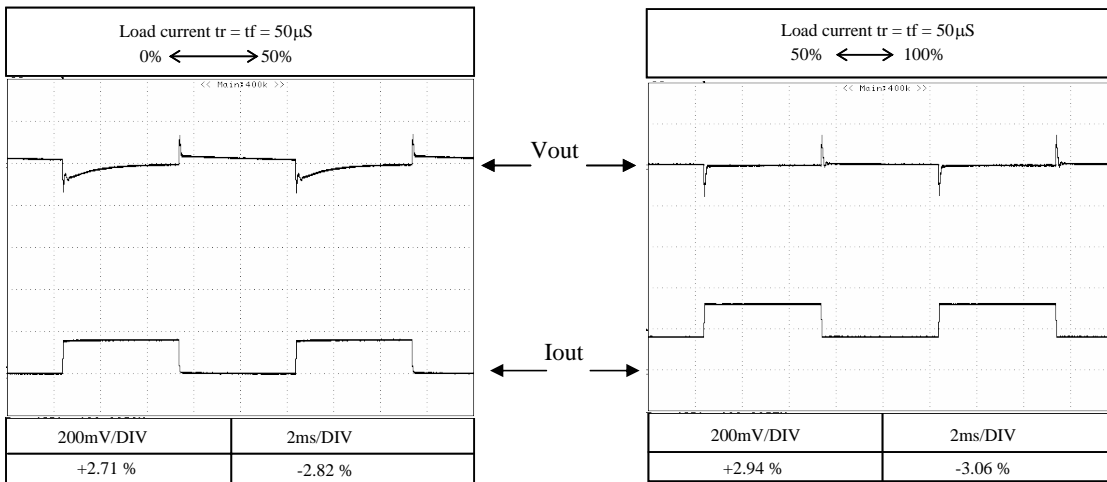 Load current tr = tf = 50μS
0% 50%
<< Main:400k >>
200mV/DIV 2ms/DIV
+2.71 % -2.82 %
Vout
Iout
Load current tr = tf = 50μS
50% 100%
<< Main:400k >>
200mV/DIV 2ms/DIV
+2.94 % -3.06 %